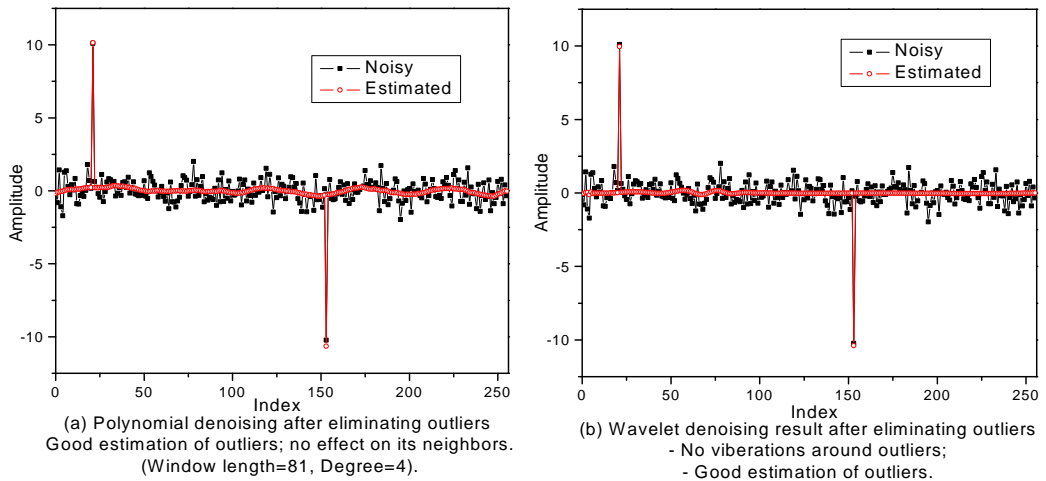 10
5
0
-5
-10
Amplitude
Noisy
Estimated
0 50 100 150 200 250
Index
(a) Polynomial denoising after eliminating outliers
Good estimation of outliers; no effect on its neighbors.
(Window length=81, Degree=4).
10
5
0
-5
-10
Amplitude
Noisy
Estimated
0 50 100 150 200 250
Index
(b) Wavelet denoising result after eliminating outliers
- No viberations around outliers;
- Good estimation of outliers.